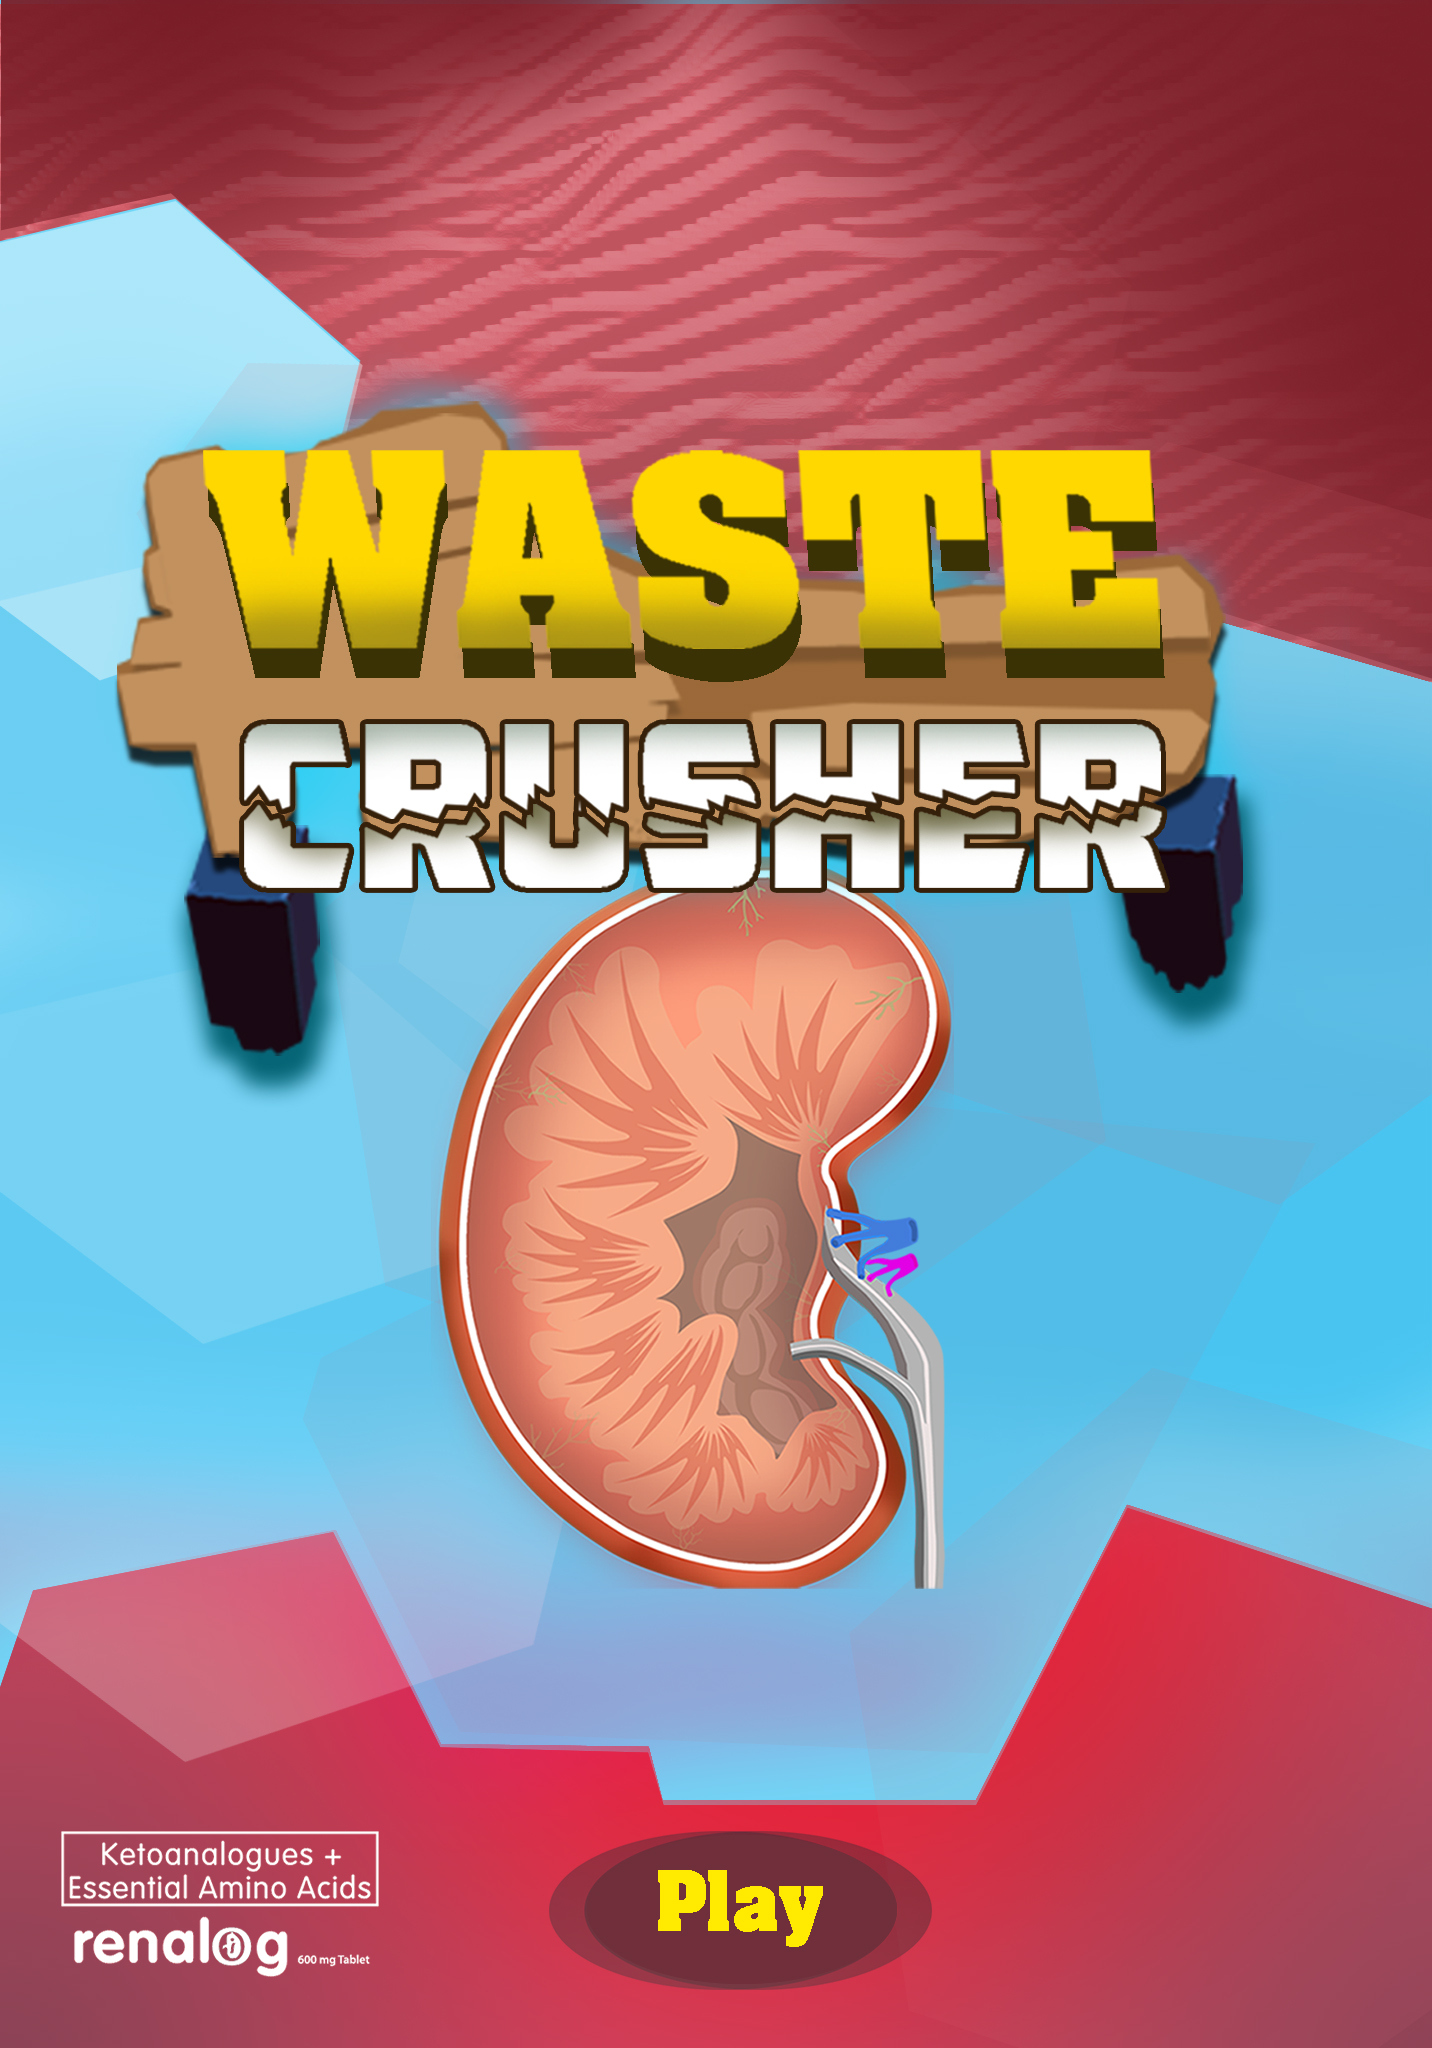 WASTE
CRUSHER
Ketoanalogues +
Essential Amino Acids
renalog
600 mg Tablet
Play